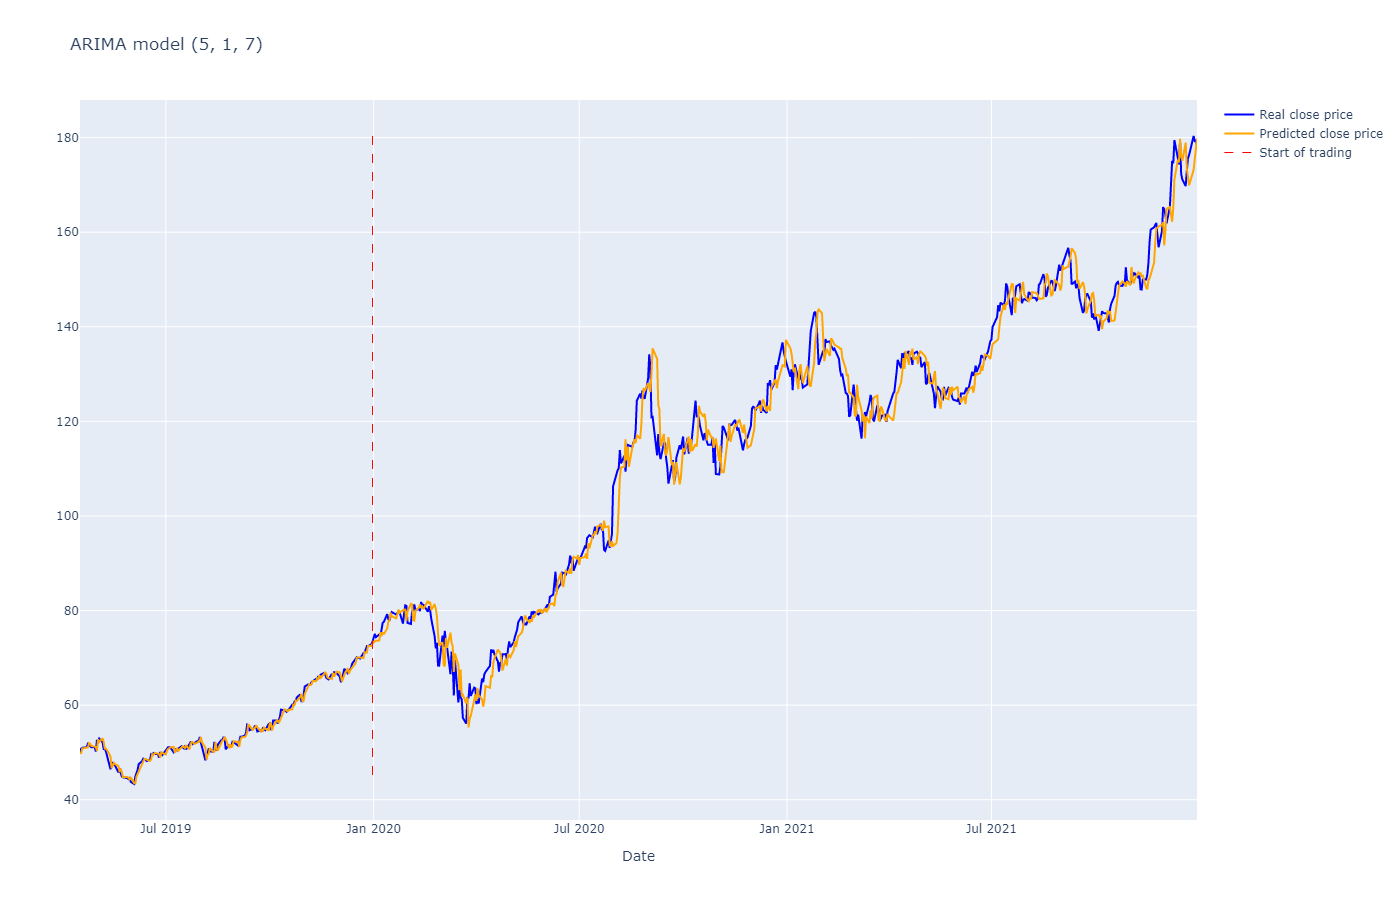 ARIMA model (5, 1, 7)
Real close price
Predicted close price
Start of trading
180
160
140
120
100
80
60
40
Jul 2019
Jan 2020
Jul 2020
Jan 2021
Jul 2021
Date